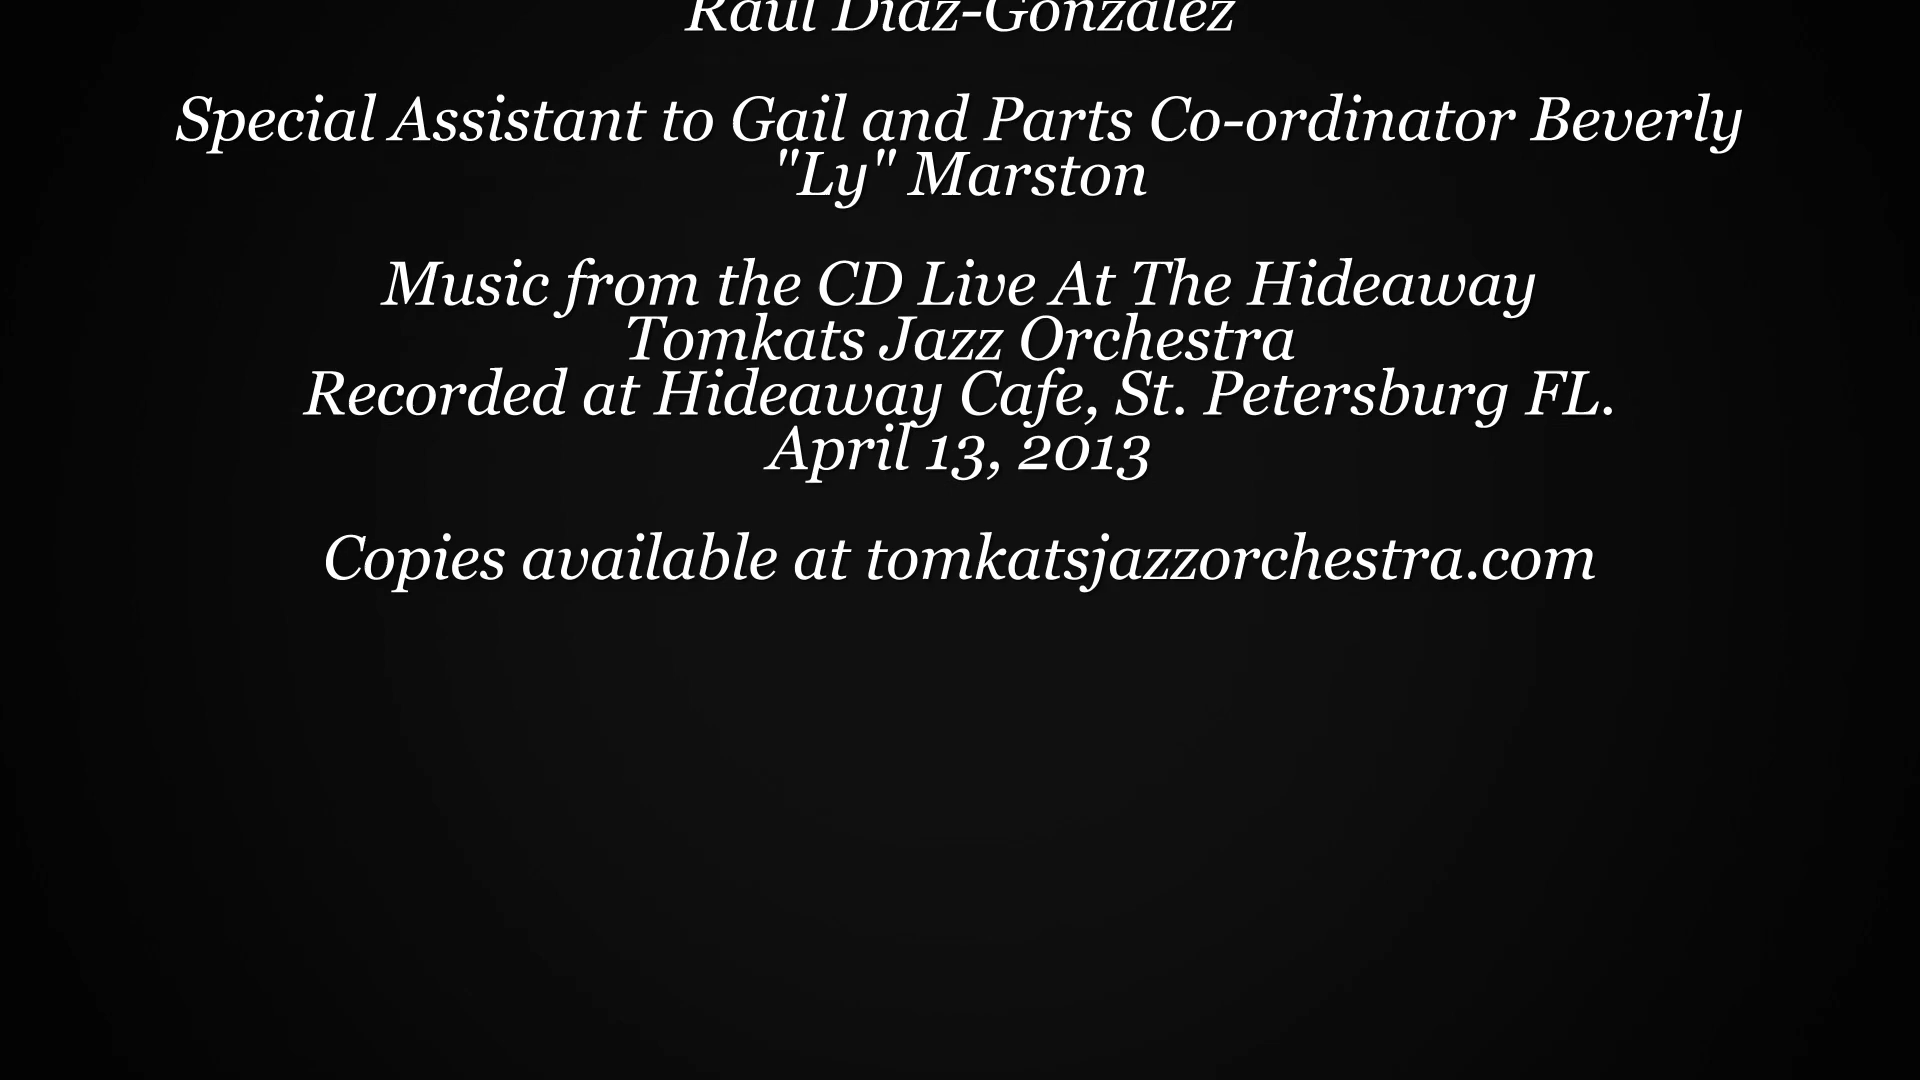 Raul Diaz-Gonzalez
Special Assistant to Gail and Parts Co-ordinator Beverly
"Ly" Marston
Music from the CD Live At The Hideaway
Tomkats Jazz Orchestra
Recorded at Hideaway Cafe, St. Petersburg FL.
April 13, 2013
Copies available at tomkatsjazzorchestra.com